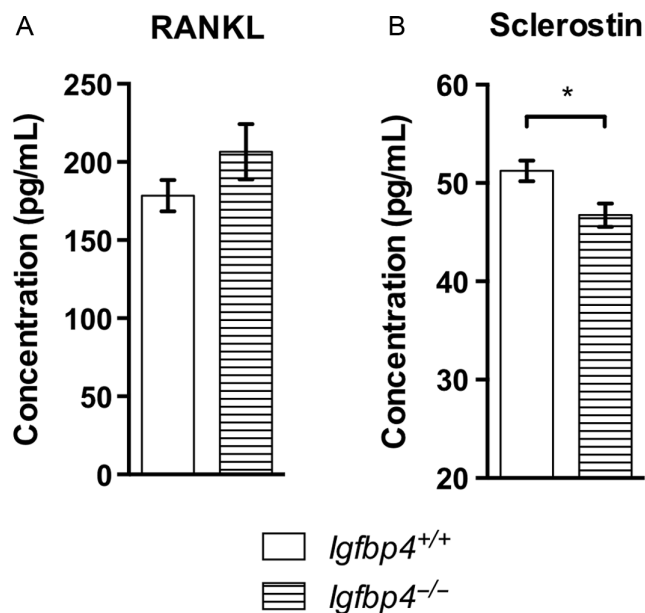 A
RANKL
Concentration (pg/mL)
250
200
150
100
50
0
B
Sclerostin
Concentration (pg/mL)
60
50
40
30
20
*
Igfbp4+/+
Igfbp4−/−